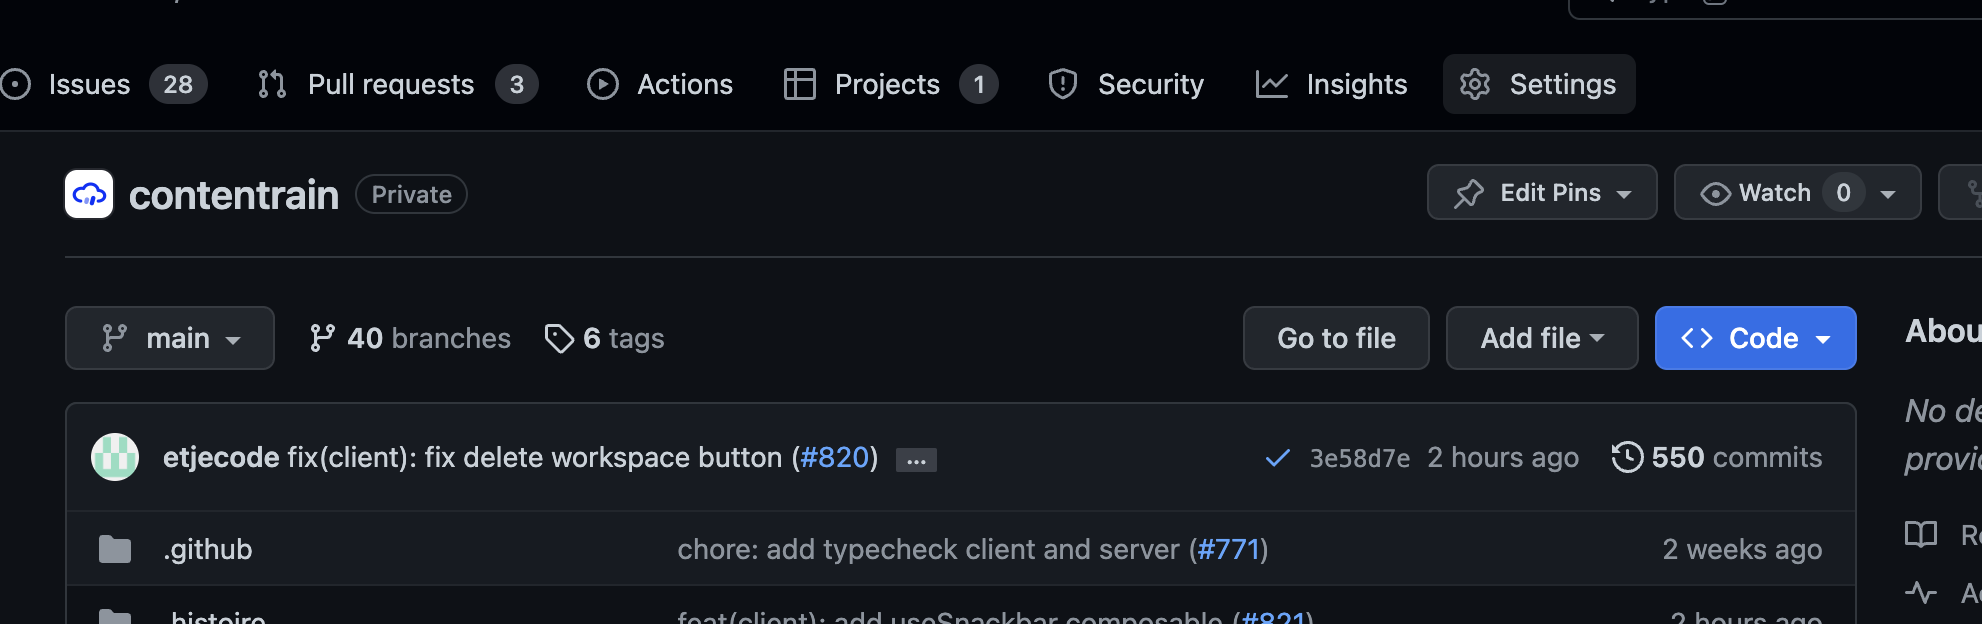 Issues 28 Pull requests 3 Actions Projects 1 Security Insights Settings
contentrain Private Edit Pins Watch 0
main 40 branches 6 tags Go to file Add file <> Code
etjecode fix(client): fix delete workspace button (#820) ... 3e58d7e 2 hours ago 550 commits
.github chore: add typecheck client and server (#771) 2 weeks ago
.histoire feat(client): add useSnackbar composable (#821) 2 hours ago
Abou
No de
provi
R
A